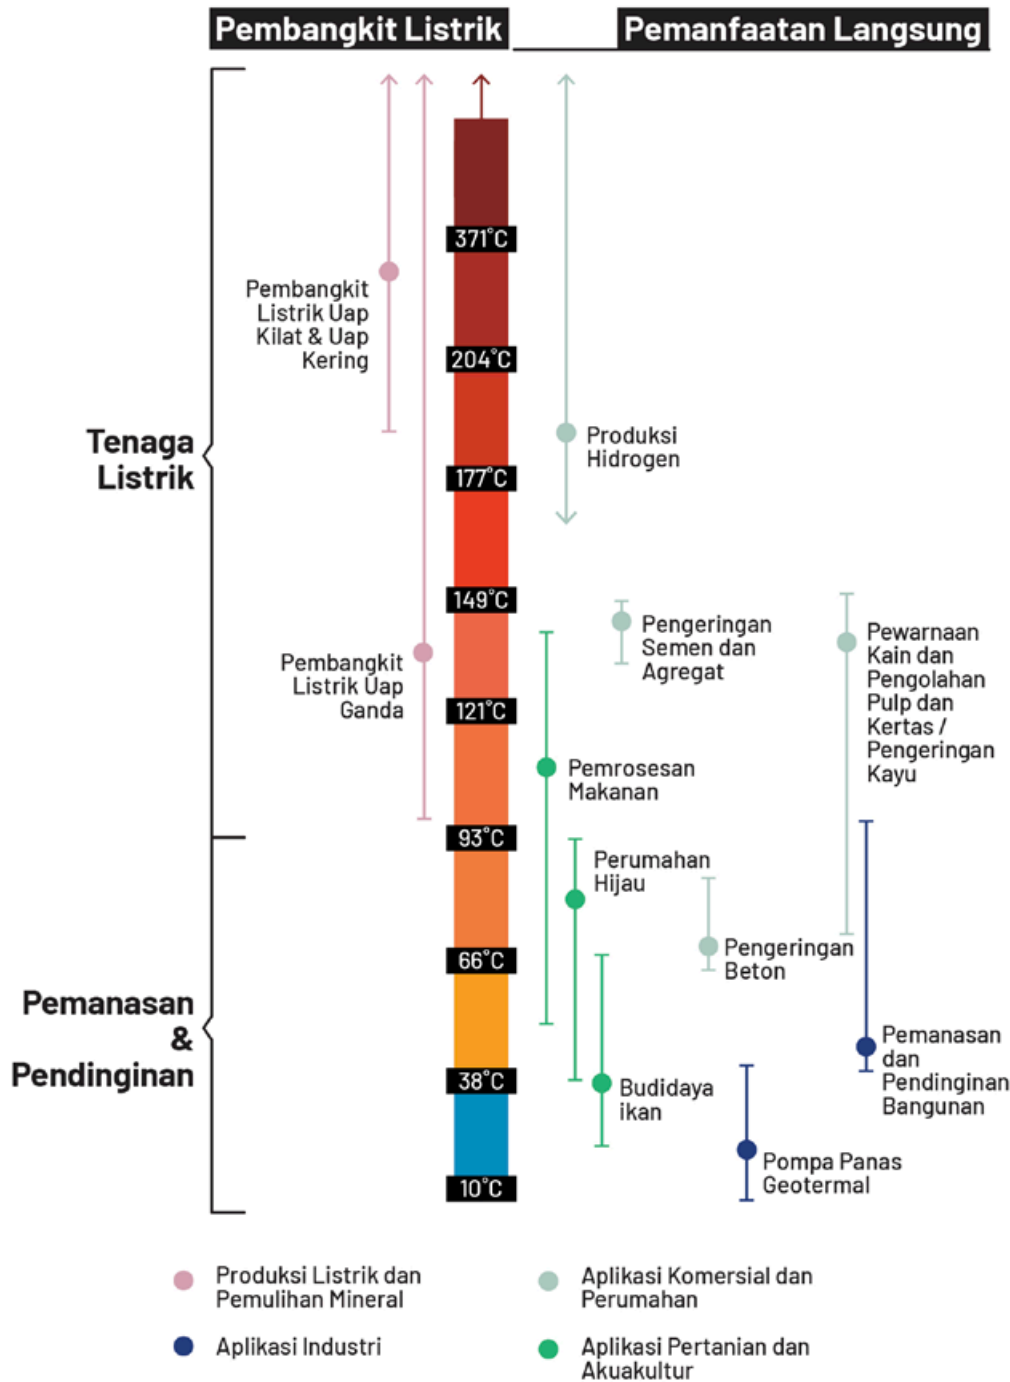 Pembangkit Listrik
Pemanfaatan Langsung
371°C
Pembangkit
Listrik Uap
Kilat & Uap
Kering
204°C
Tenaga
Listrik
Produksi
Hidrogen
177°C
149°C
Pengeringan
Semen dan
Agregat
Pewarnaan
Kain dan
Pengolahan
Pulp dan
Kertas /
Pengeringan
Kayu
Pembangkit
Listrik Uap
Ganda
121°C
Pemrosesan
Makanan
93°C
Perumahan
Hijau
Pengeringan
Beton
66°C
Pemanasan
&
Pendinginan
Pemanasan
dan
Pendinginan
Bangunan
38°C
Budidaya
ikan
Pompa Panas
Geotermal
10°C
Produksi Listrik dan
Pemulihan Mineral
Aplikasi Komersial dan
Perumahan
Aplikasi Industri
Aplikasi Pertanian dan
Akuakultur